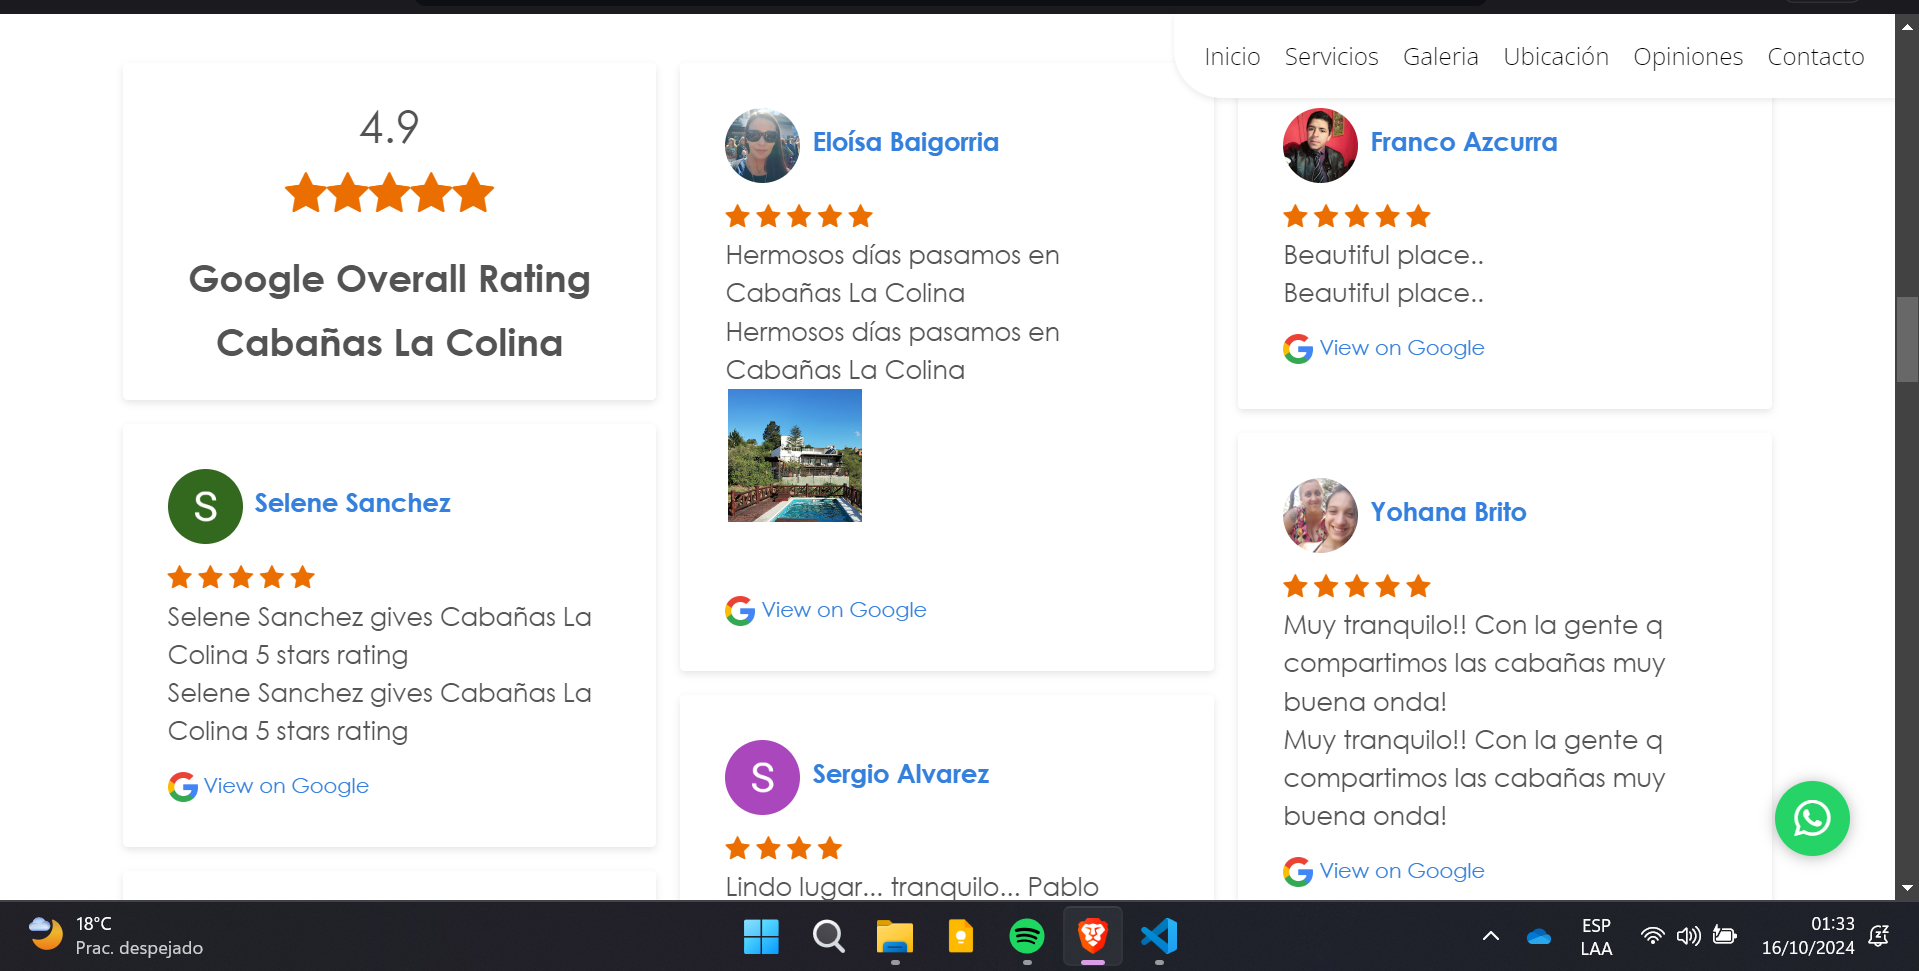 Inicio Servicios Galeria Ubicación Opiniones Contacto
4.9
Google Overall Rating
Cabañas La Colina
S
Selene Sanchez
Selene Sanchez gives Cabañas La
Colina 5 stars rating
Selene Sanchez gives Cabañas La
Colina 5 stars rating
View on Google
Eloísa Baigorria
Hermosos días pasamos en
Cabañas La Colina
Hermosos días pasamos en
Cabañas La Colina
View on Google
S
Sergio Alvarez
Lindo lugar... tranquilo... Pablo
Franco Azcurra
Beautiful place..
Beautiful place..
View on Google
Yohana Brito
Muy tranquilo!! Con la gente q
compartimos las cabañas muy
buena onda!
Muy tranquilo!! Con la gente q
compartimos las cabañas muy
buena onda!
View on Google
18°C
Prac. despejado
ESP
LAA
01:33
16/10/2024